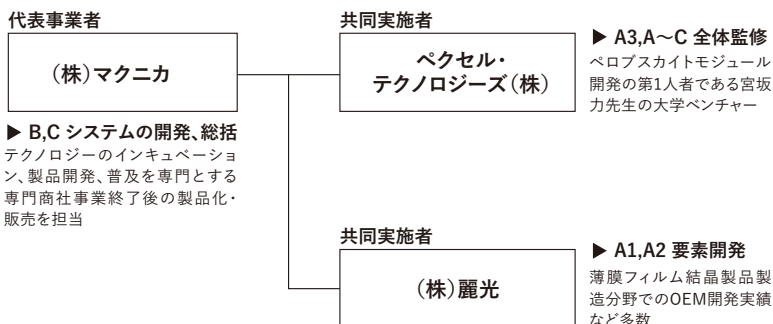 代表事業者
(株)マクニカ
▶ B,C システムの開発、総括
テクノロジーのインキュベーショ
ン、製品開発、普及を専門とする
専門商社事業終了後の製品化・
販売を担当
共同実施者
ペクセル・
テクノロジーズ(株)
▶ A3,A〜C 全体監修
ペロブスカイトモジュール
開発の第1人者である宮坂
力先生の大学ベンチャー
共同実施者
(株)麗光
▶ A1,A2 要素開発
薄膜フィルム結晶製品製
造分野でのOEM開発実績
など多数